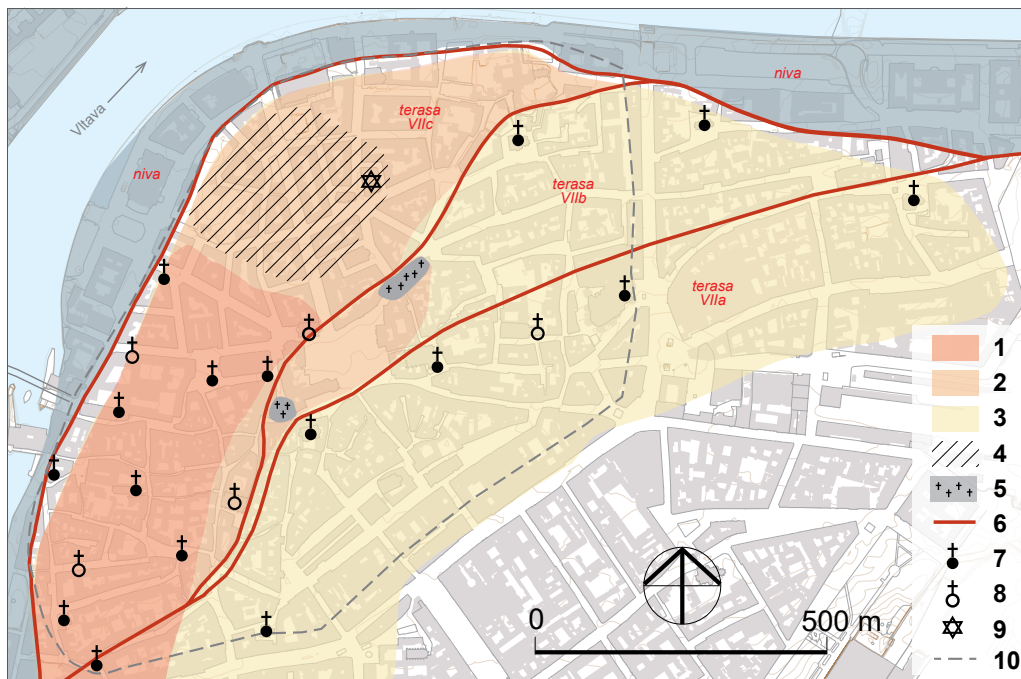 niva
terasa
VIIc
Vltava
niva
terasa
VIIb
terasa
VIIa
1
2
3
4
5
6
7
8
9
10
0
500 m